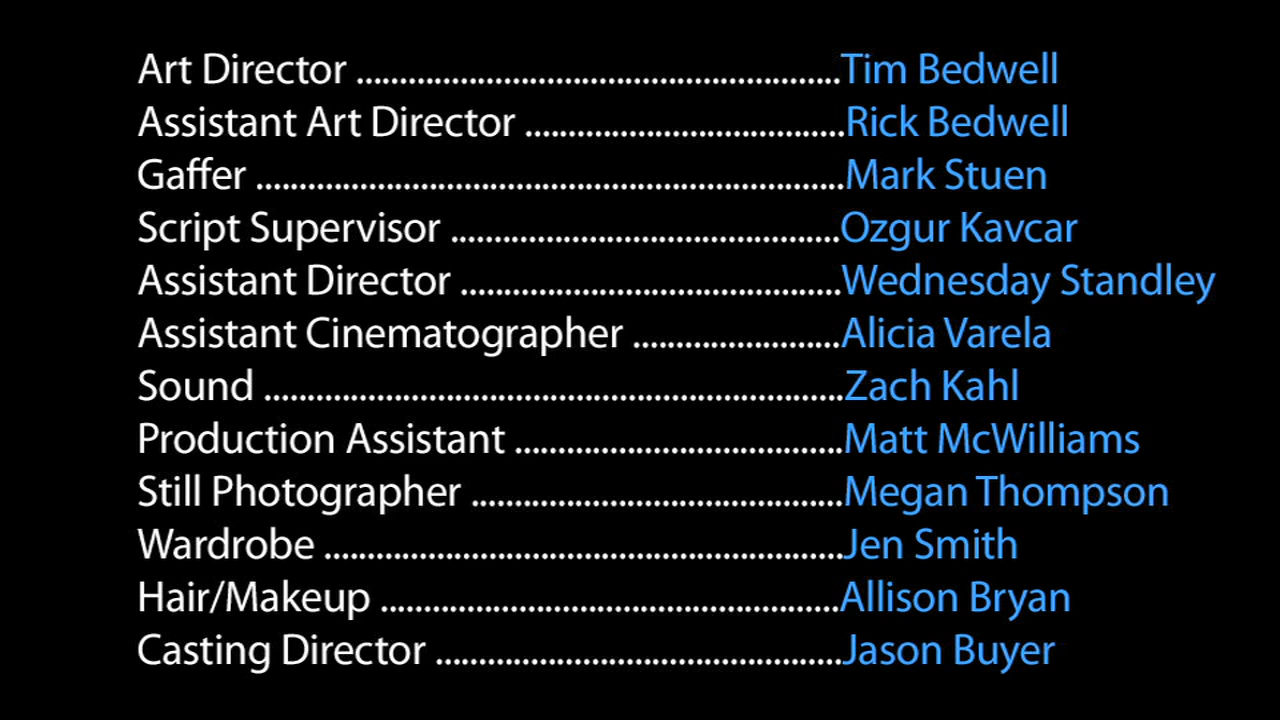 Art Director ........................................................Tim Bedwell
Assistant Art Director .....................................Rick Bedwell
Gaffer ....................................................................Mark Stuen
Script Supervisor .............................................Ozgur Kavcar
Assistant Director ............................................Wednesday Standley
Assistant Cinematographer ........................Alicia Varela
Sound ...................................................................Zach Kahl
Production Assistant ......................................Matt McWilliams
Still Photographer ...........................................Megan Thompson
Wardrobe ............................................................Jen Smith
Hair/Makeup .....................................................Allison Bryan
Casting Director ...............................................Jason Buyer